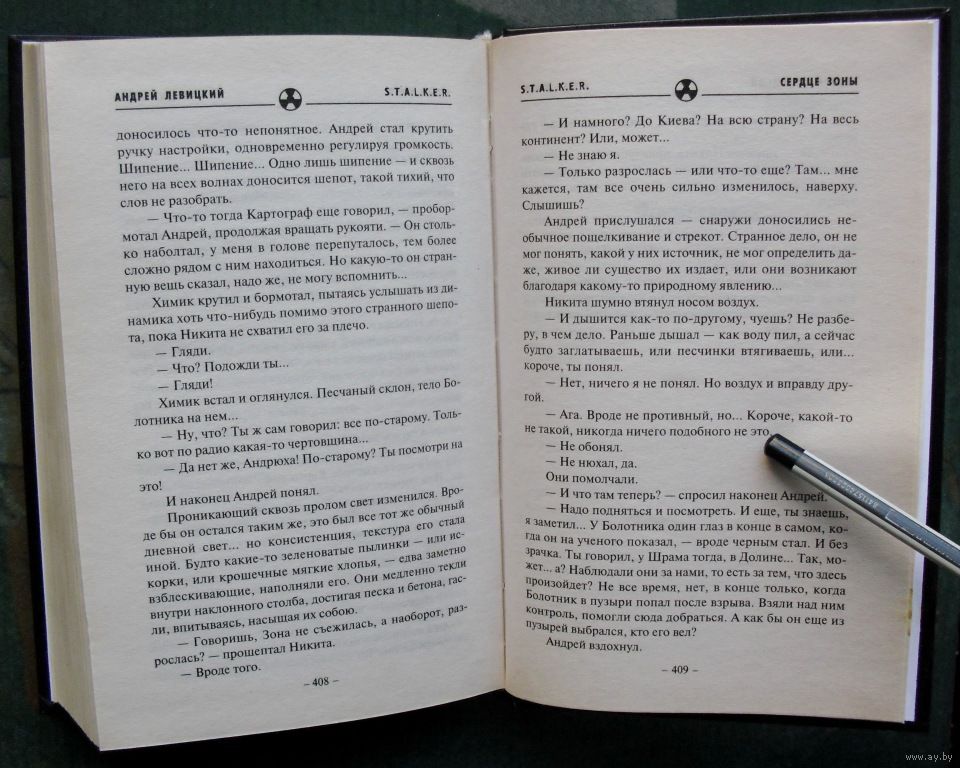 АНДРЕЙ ЛЕВИЦКИЙ S.T.A.L.K.E.R.
доносилось что-то непонятное. Андрей стал крутить
ручку настройки, одновременно регулируя громкость.
Шипение... Шипение... Одно лишь шипение — и сквозь
него на всех волнах доносится шепот, такой тихий, что
слов не разобрать.
— Что-то тогда Картограф еще говорил, — пробор-
мотал Андрей, продолжая вращать рукояти. — Он столь-
ко наболтал, у меня в голове перепуталось, тем более
сложно рядом с ним находиться. Но какую-то он стран-
ную вещь сказал, надо же, не могу вспомнить...
Химик крутил и бормотал, пытаясь услышать из ди-
намика хоть что-нибудь помимо этого странного шепо-
та, пока Никита не схватил его за плечо.
— Гляди.
— Что? Подожди ты...
— Гляди!
Химик встал и оглянулся. Песчаный склон, тело Бо-
лотника на нем...
— Ну, что? Ты ж сам говорил: все по-старому. Толь-
ко вот по радио какая-то чертовщина...
— Да нет же, Андрюха! По-старому? Ты посмотри на
это!
И наконец Андрей понял.
Проникающий сквозь пролом свет изменился. Вро-
де бы он остался таким же, это был все тот же обычный
дневной свет... но консистенция, текстура его стала
иной. Будто какие-то зеленоватые пылинки — или ис-
корки, или крошечные мягкие хлопья, — едва заметно
взблескивающие, наполняли его. Они медленно текли
внутри наклонного столба, достигая песка и бетона, гас-
ли, впитываясь, насыщая их собою.
— Говоришь, Зона не съежилась, а наоборот, раз-
рослась? — прошептал Никита.
— Вроде того.
– 408 –
S.T.A.L.K.E.R. СЕРДЦЕ ЗОНЫ
— И намного? До Киева? На всю страну? На весь
континент? Или, может...
— Не знаю я.
— Только разрослась — или что-то еще? Там... мне
кажется, там все очень сильно изменилось, наверху.
Слышишь?
Андрей прислушался — снаружи доносились не-
обычное пощелкивание и стрекот. Странное дело, он не
мог понять, какой у них источник, не мог определить да-
же, живое ли существо их издает, или они возникают
благодаря какому-то природному явлению...
Никита шумно втянул носом воздух.
— И дышится как-то по-другому, чуешь? Не разбе-
ру, в чем дело. Раньше дышал — как воду пил, а сейчас
будто заглатываешь, или песчинки втягиваешь, или...
короче, ты понял.
— Нет, ничего я не понял. Но воздух и вправду дру-
гой.
— Ага. Вроде не противный, но... Короче, какой-то
не такой, никогда ничего подобного не это
— Не обонял.
— Не нюхал, да.
Они помолчали.
— И что там теперь? — спросил наконец Андрей.
— Надо подняться и посмотреть. И еще, ты знаешь,
я заметил... У Болотника один глаз в конце в самом, ко-
гда он на ученого показал, — вроде черным стал. И без
зрачка. Ты говорил, у Шрама тогда, в Долине... Так, мо-
жет... а? Наблюдали они за нами, то есть за тем, что здесь
произойдет? Не все время, нет, в конце только, когда
Болотник в пузыри попал после взрыва. Взяли над ним
контроль, помогли сюда добраться. А как бы он еще из
пузырей выбрался, кто его вел?
Андрей вздохнул.
– 409 –
www.ay.by